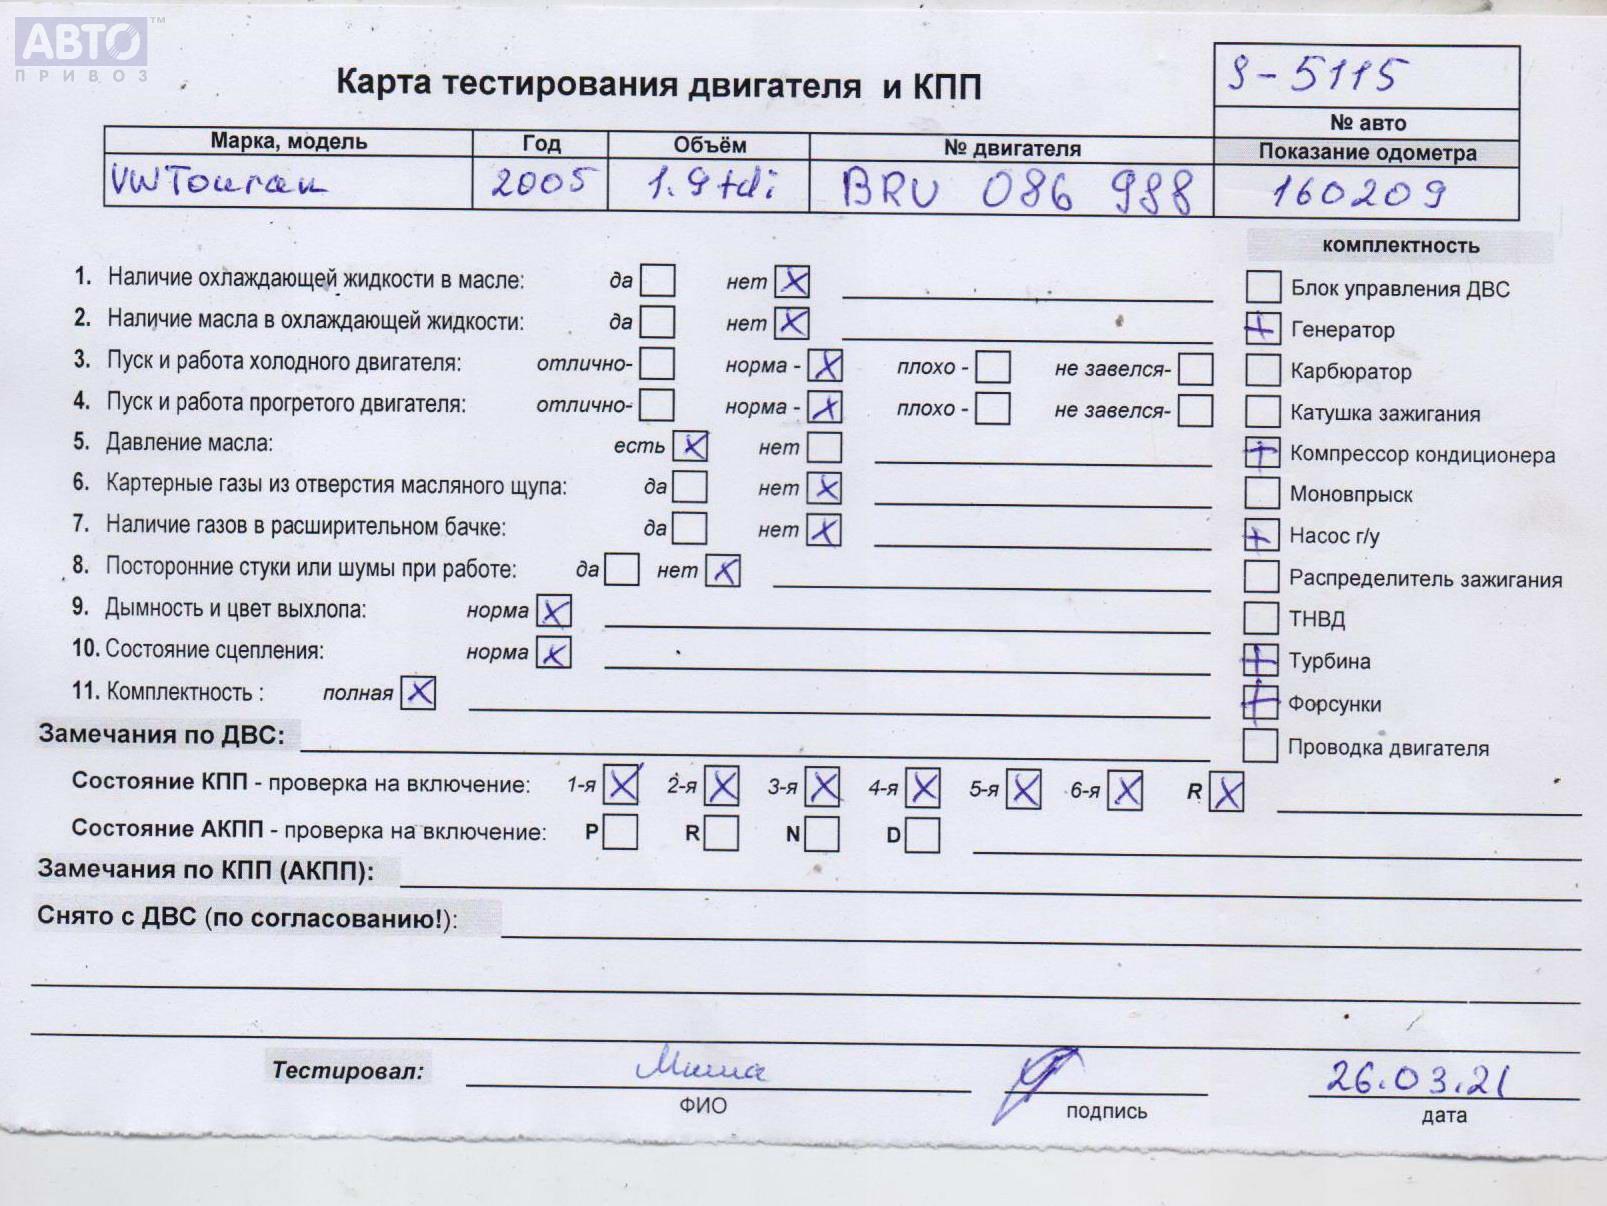 АВТО™
ПРИВОЗ
Карта тестирования двигателя и КПП
9-5115
№ авто
Марка, модель Год Объём № двигателя Показание одометра
VW Touran 2005 1.9 tdi BRU 086 988 160209
комплектность
1. Наличие охлаждающей жидкости в масле: да нет X
Блок управления ДВС
2. Наличие масла в охлаждающей жидкости: да нет X
+ Генератор
3. Пуск и работа холодного двигателя: отлично- норма - X плохо - не завелся-
Карбюратор
4. Пуск и работа прогретого двигателя: отлично- норма - X плохо - не завелся-
Катушка зажигания
5. Давление масла: есть X нет
+ Компрессор кондиционера
6. Картерные газы из отверстия масляного щупа: да нет X
Моновпрыск
7. Наличие газов в расширительном бачке: да нет X
+ Насос г/у
8. Посторонние стуки или шумы при работе: да нет X
Распределитель зажигания
9. Дымность и цвет выхлопа: норма X
ТНВД
10. Состояние сцепления: норма X
+ Турбина
11. Комплектность : полная X
+ Форсунки
Замечания по ДВС:
Проводка двигателя
Состояние КПП - проверка на включение: 1-я X 2-я X 3-я X 4-я X 5-я X 6-я X R X
Состояние АКПП - проверка на включение: P R N D
Замечания по КПП (АКПП):
Снято с ДВС (по согласованию!):
Тестировал: Миша 26.03.21
ФИО подпись дата